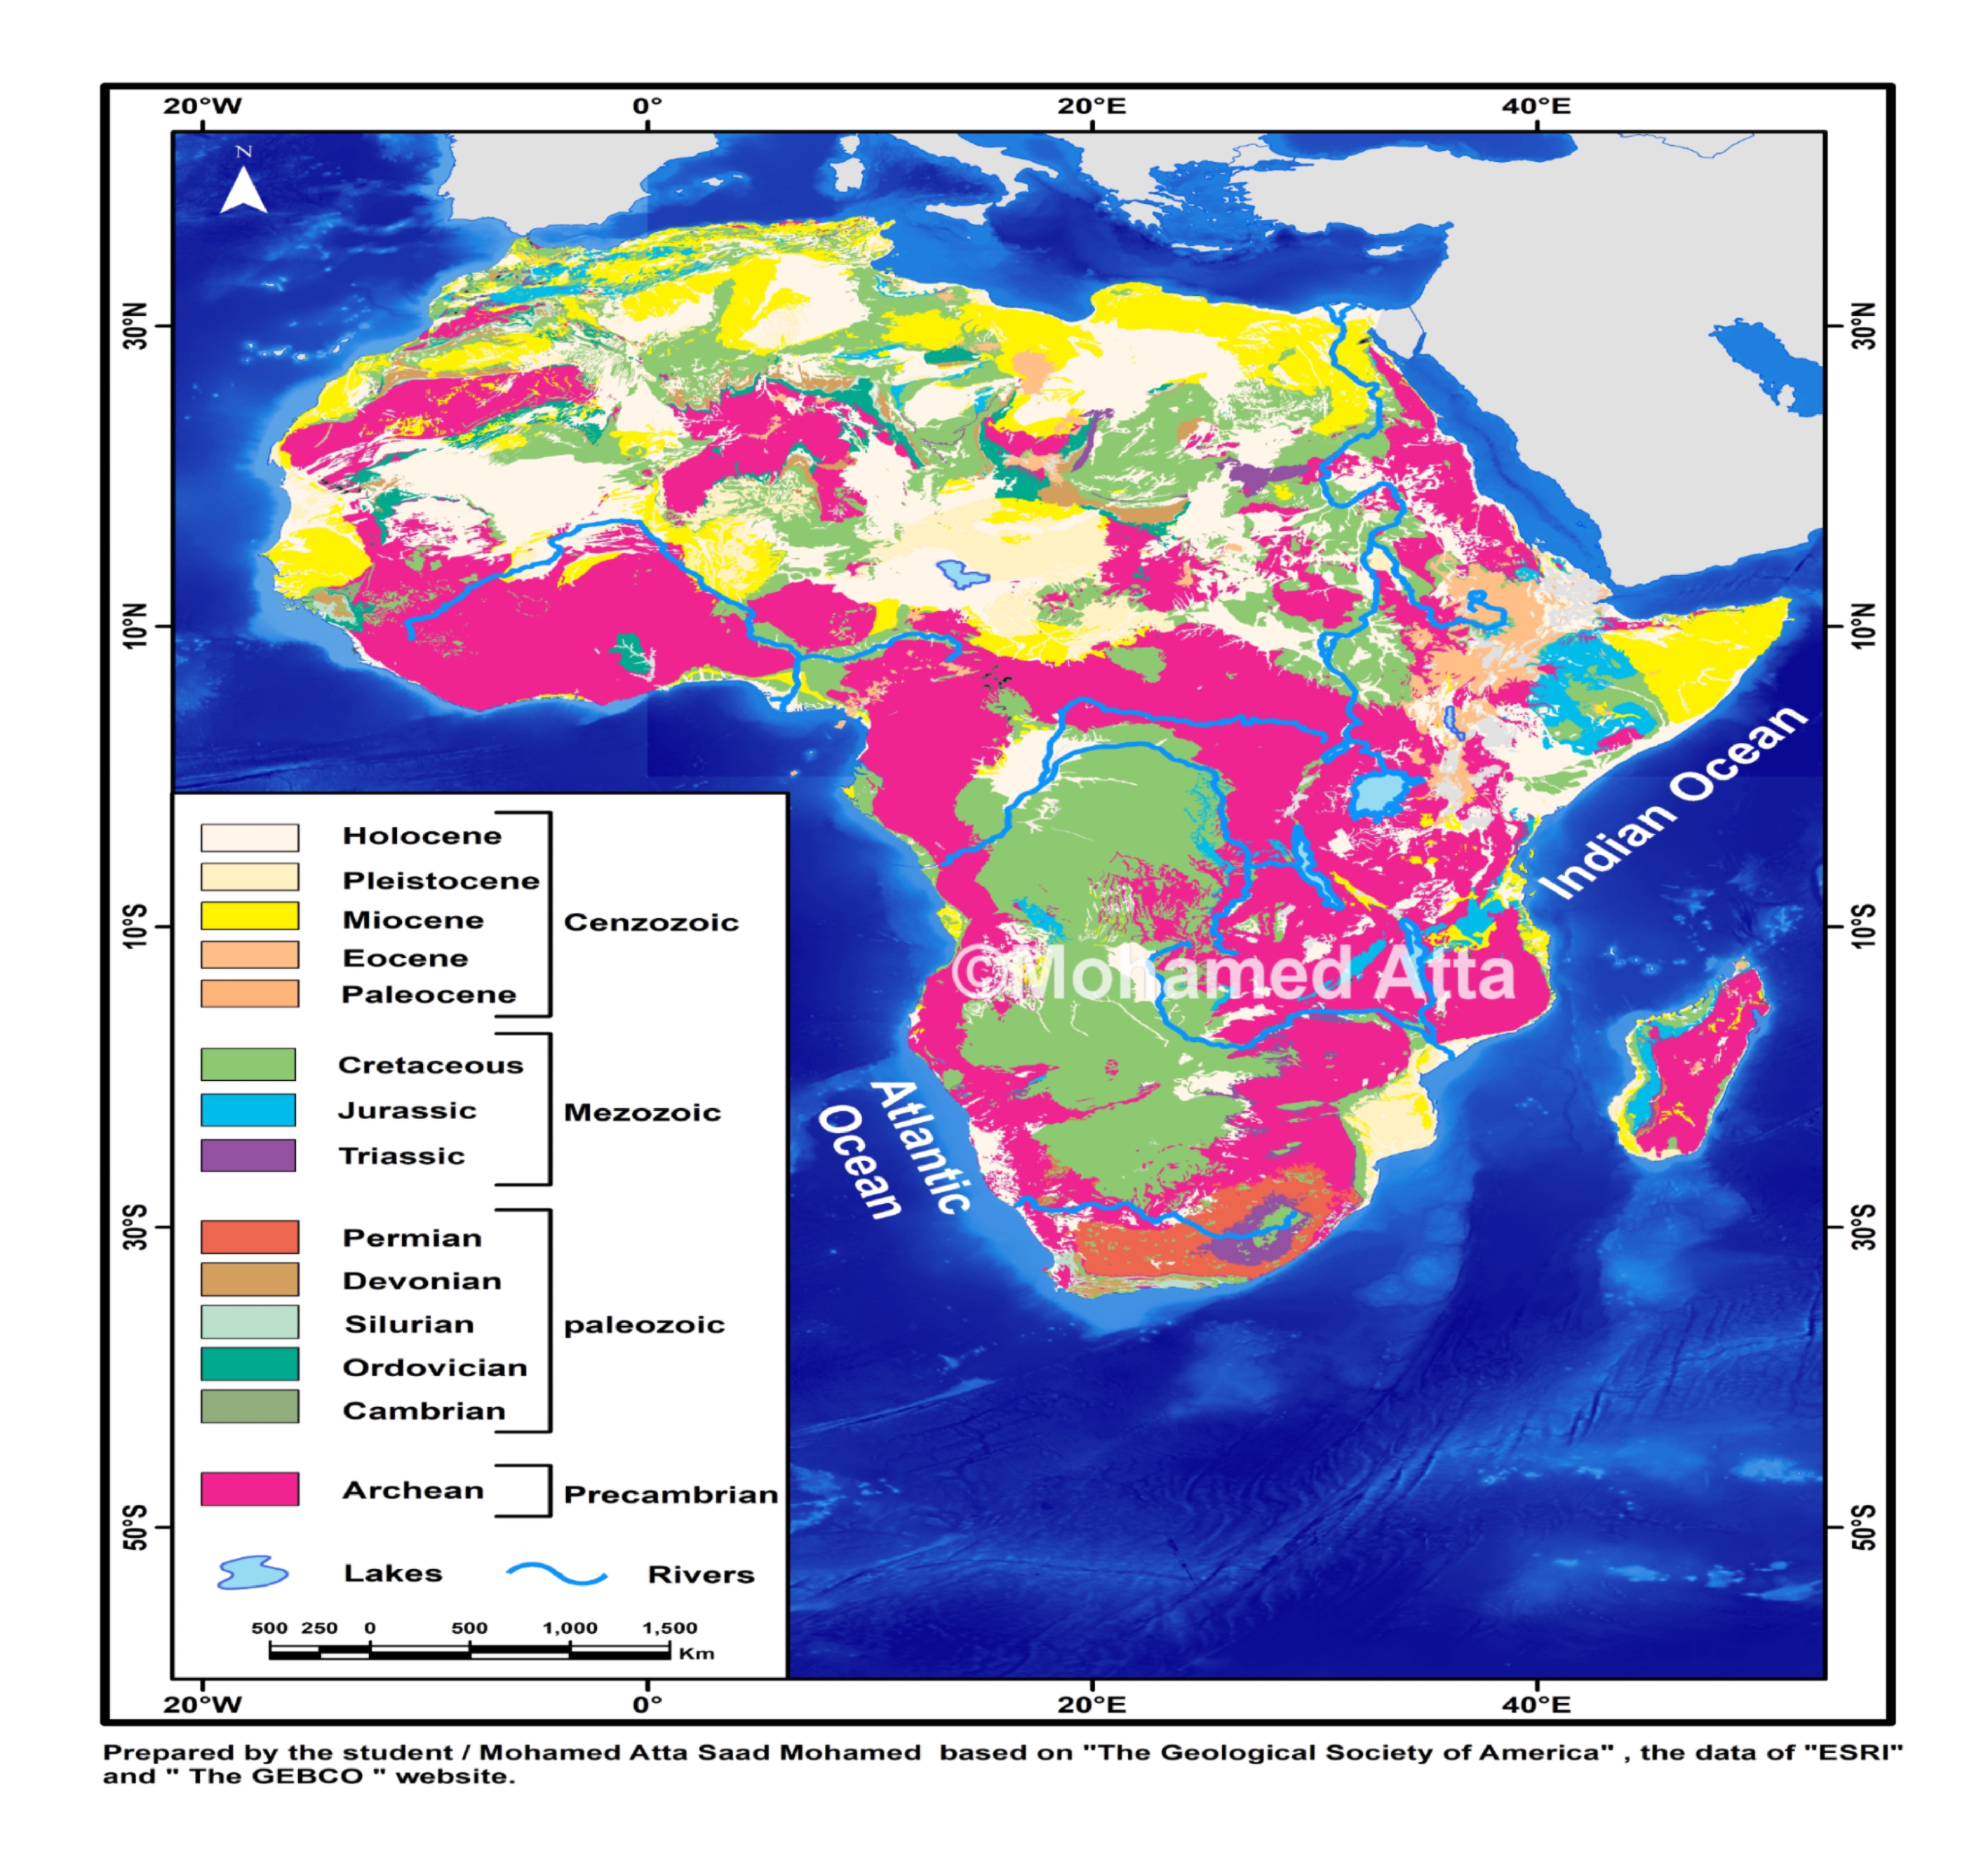 20°W 0° 20°E 40°E
N
30°N 30°N
10°N 10°N
Indian Ocean
Holocene
Pleistocene
Miocene
Eocene
Paleocene
Cenzozoic
10°S 10°S
©Mohamed Atta
Cretaceous
Jurassic
Triassic
Mezozoic
Atlantic
Ocean
30°S 30°S
Permian
Devonian
Silurian
Ordovician
Cambrian
paleozoic
Archean
Precambrian
50°S 50°S
Lakes Rivers
500 250 0 500 1,000 1,500
Km
20°W 0° 20°E 40°E
Prepared by the student / Mohamed Atta Saad Mohamed based on "The Geological Society of America" , the data of "ESRI"
and " The GEBCO " website.